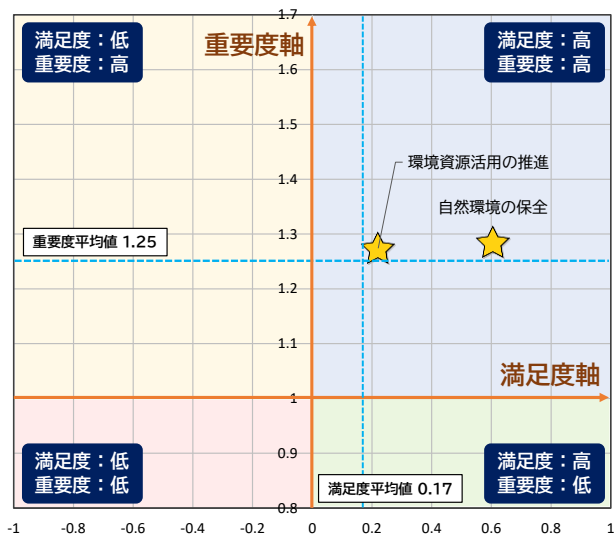 1.7
満足度：低
重要度：高
重要度軸
満足度：高
重要度：高
1.6
1.5
環境資源活用の推進
1.4
自然環境の保全
1.3
重要度平均値 1.25
1.2
1.1
満足度軸
1
満足度：低
重要度：低
0.9
満足度：高
重要度：低
満足度平均値 0.17
0.8
-1 -0.8 -0.6 -0.4 -0.2 0 0.2 0.4 0.6 0.8 1